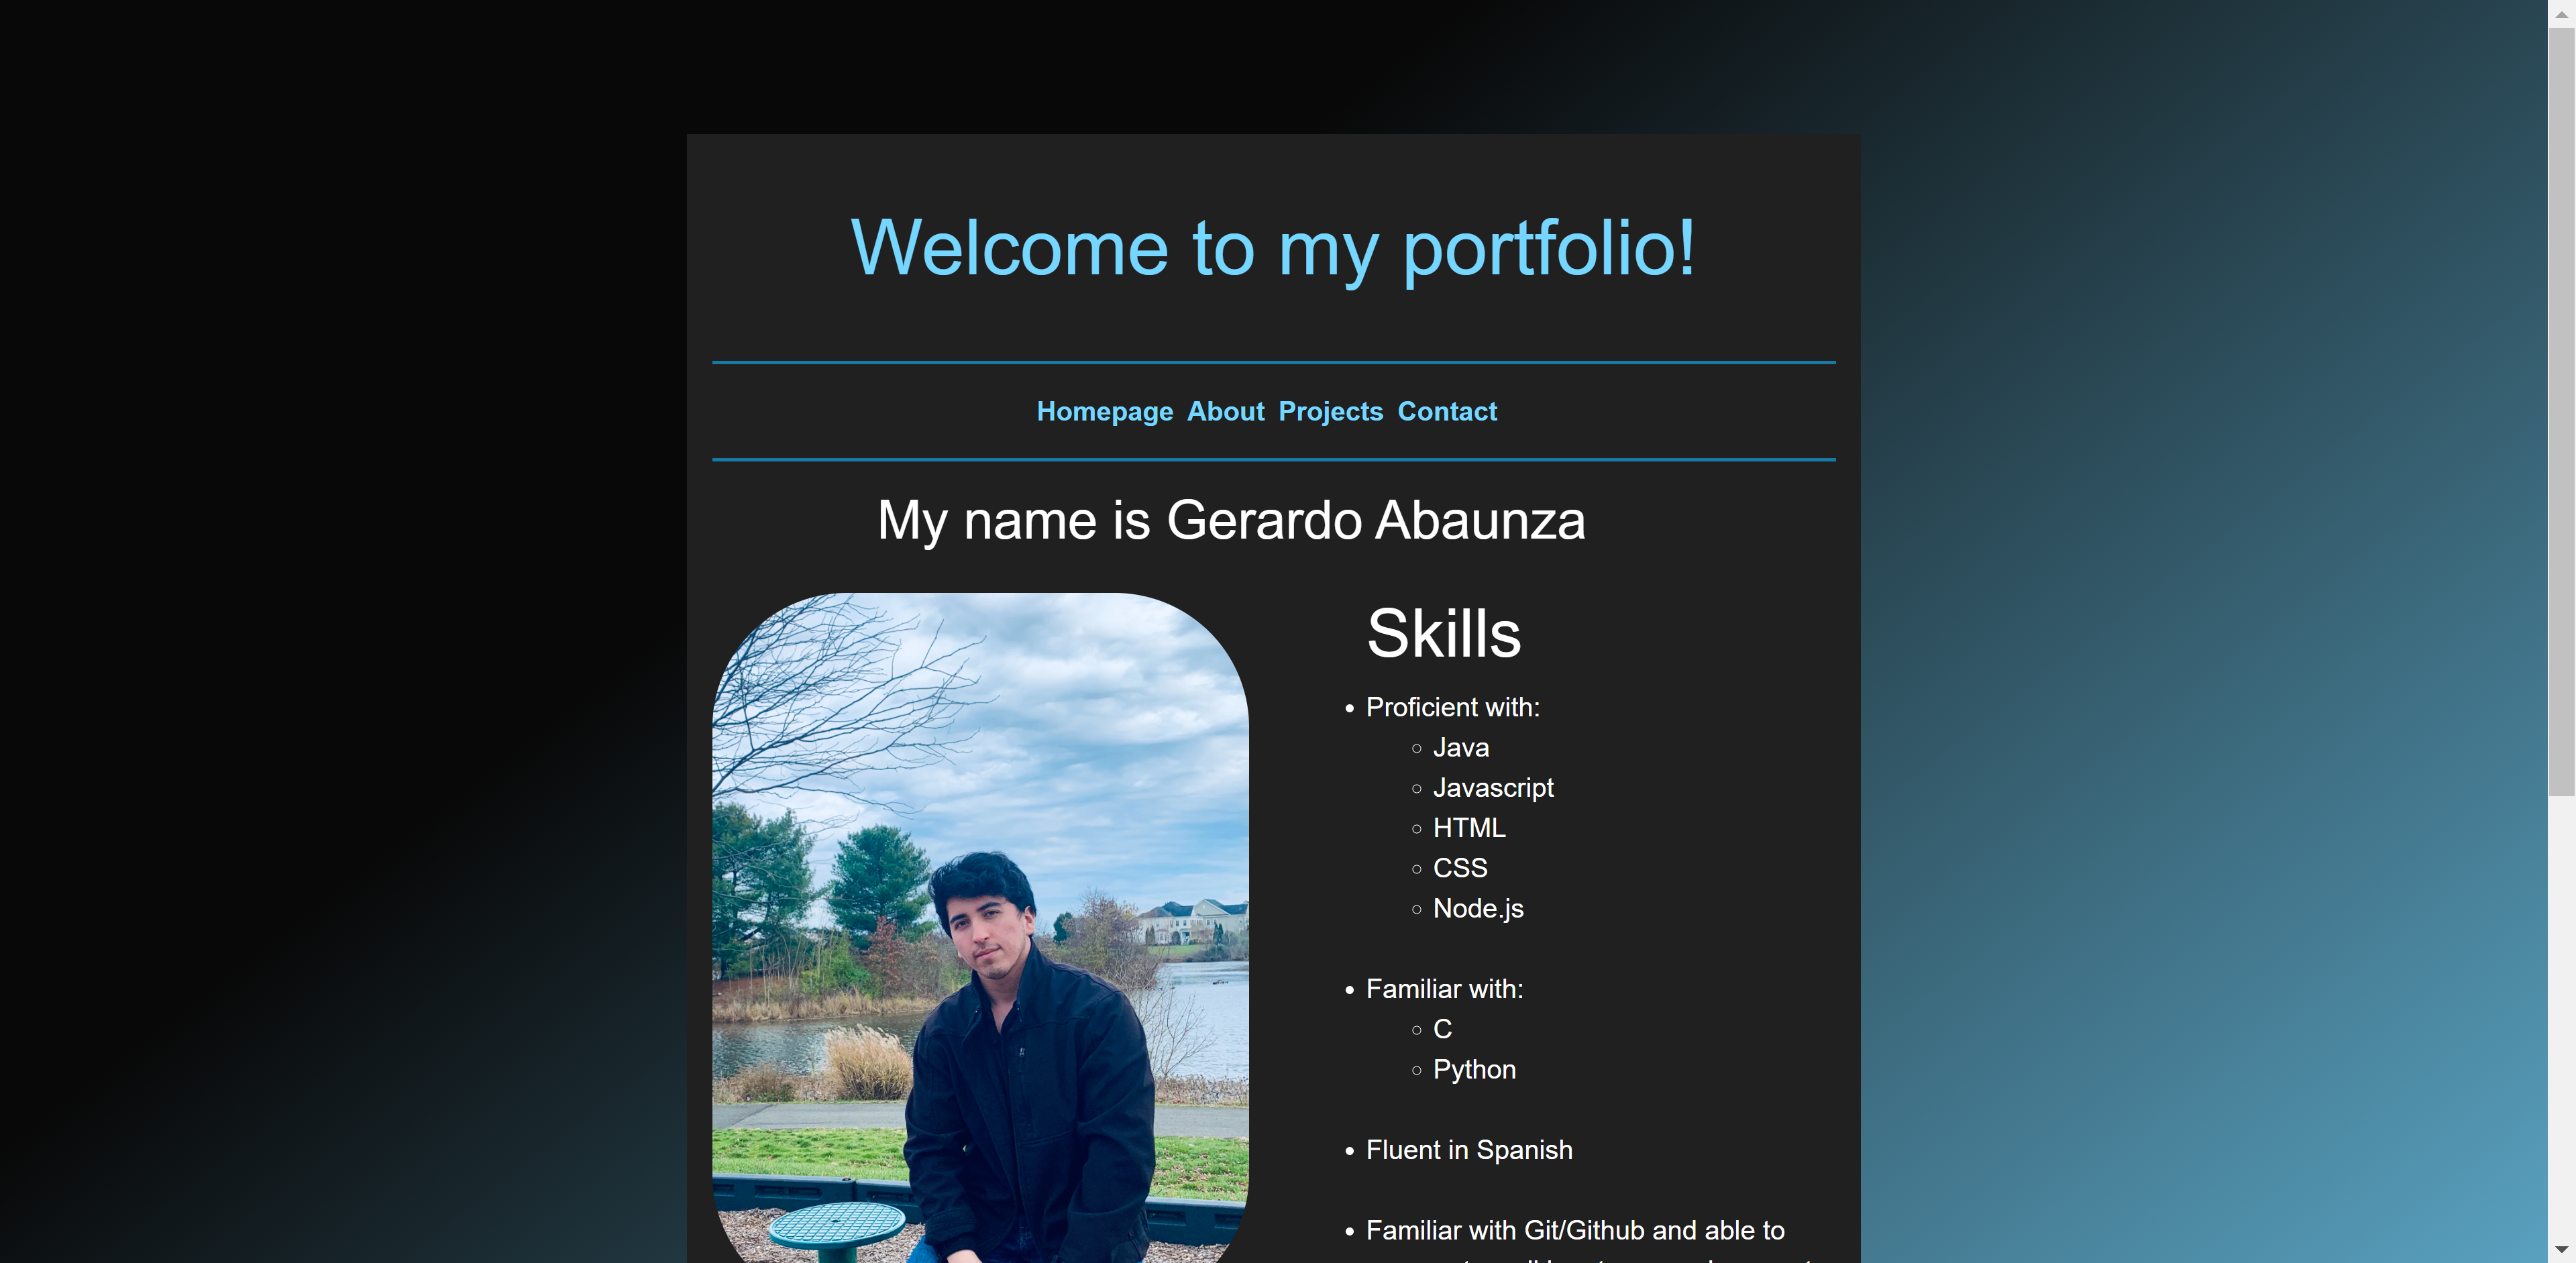 Welcome to my portfolio!
Homepage About Projects Contact
My name is Gerardo Abaunza
Skills
Proficient with:
Java
Javascript
HTML
CSS
Node.js
Familiar with:
C
Python
Fluent in Spanish
Familiar with Git/Github and able to